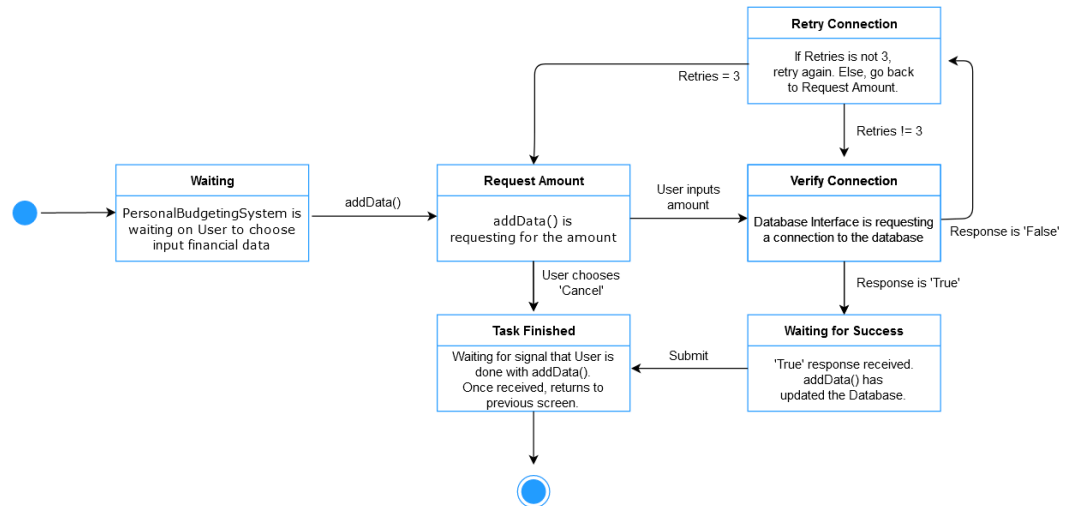 Retry Connection
If Retries is not 3,
retry again. Else, go back
to Request Amount.
Retries = 3
Retries != 3
Waiting
PersonalBudgetingSystem is
waiting on User to choose
input financial data
addData()
Request Amount
addData() is
requesting for the amount
User inputs
amount
Verify Connection
Database Interface is requesting
a connection to the database
Response is 'False'
User chooses
'Cancel'
Response is 'True'
Task Finished
Waiting for signal that User is
done with addData().
Once received, returns to
previous screen.
Submit
Waiting for Success
'True' response received.
addData() has
updated the Database.